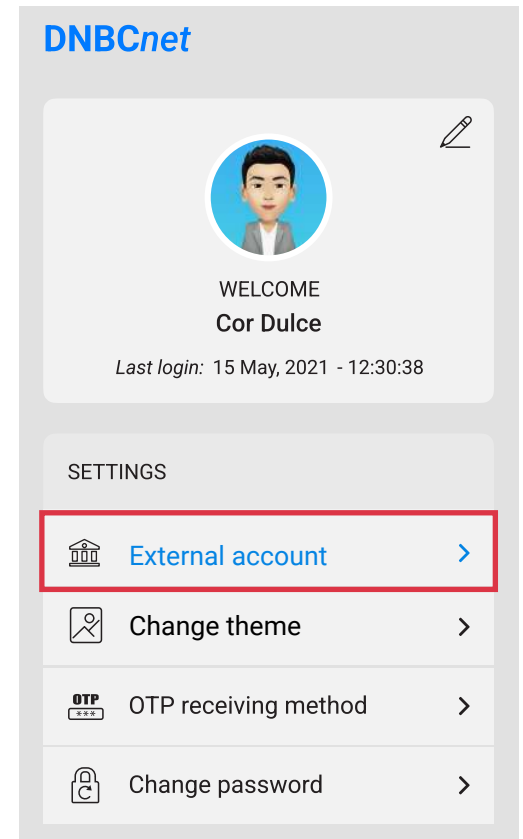 DNBCnet
WELCOME
Cor Dulce
Last login: 15 May, 2021 - 12:30:38
SETTINGS
External account
Change theme
OTP
***
OTP receiving method
Change password